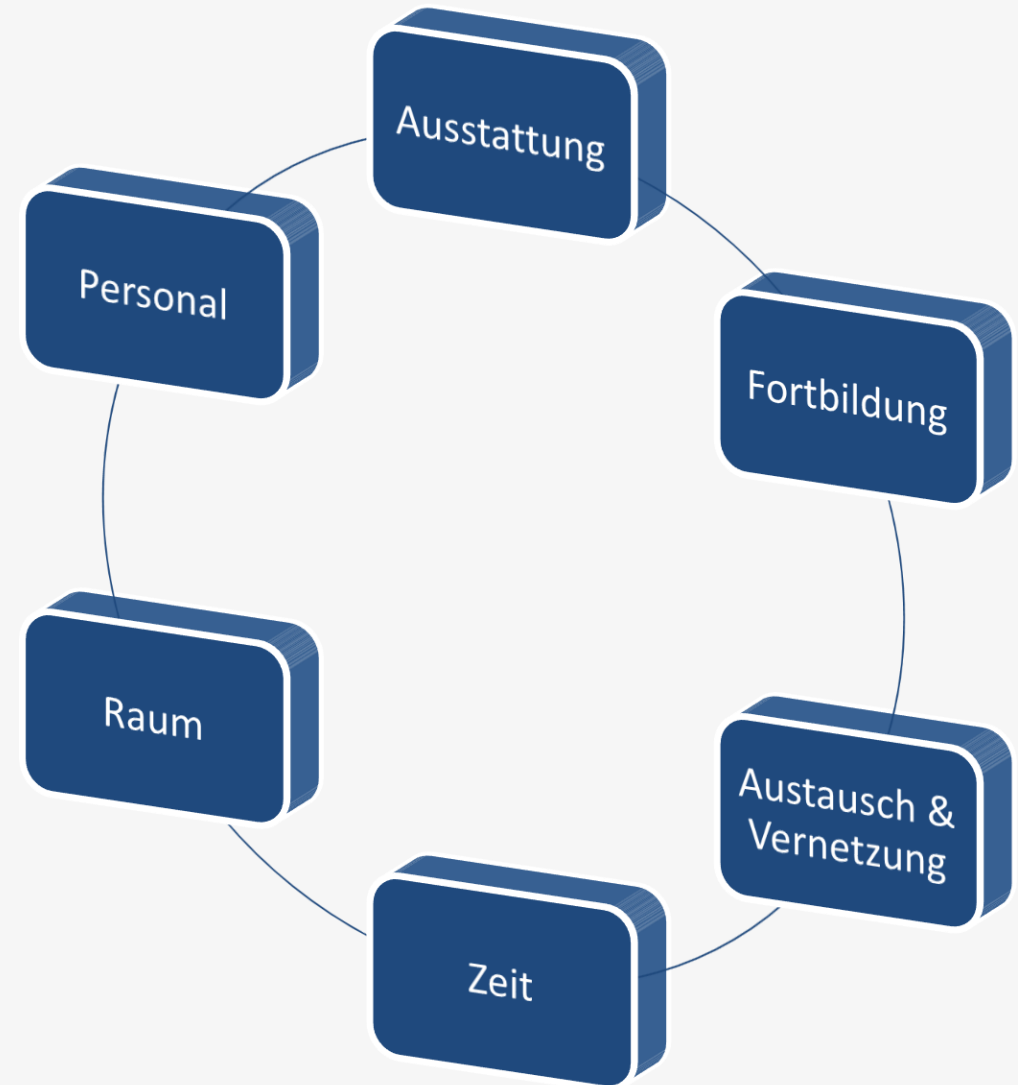 Ausstattung
Fortbildung
Austausch &
Vernetzung
Zeit
Raum
Personal